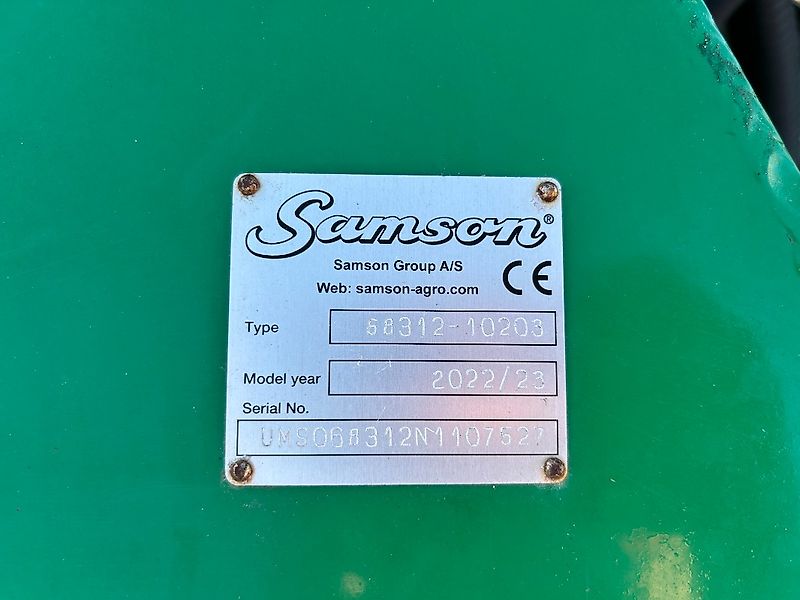 Samson®
Samson Group A/S
Web: samson-agro.com
CE
Type 68312-10203
Model year 2022/23
Serial No.
UMS068312N1107527